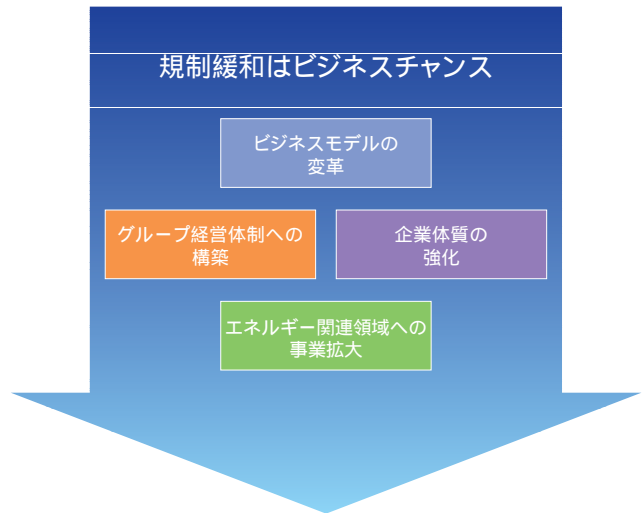 規制緩和はビジネスチャンス
ビジネスモデルの
変革
グループ経営体制への
構築
企業体質の
強化
エネルギー関連領域への
事業拡大